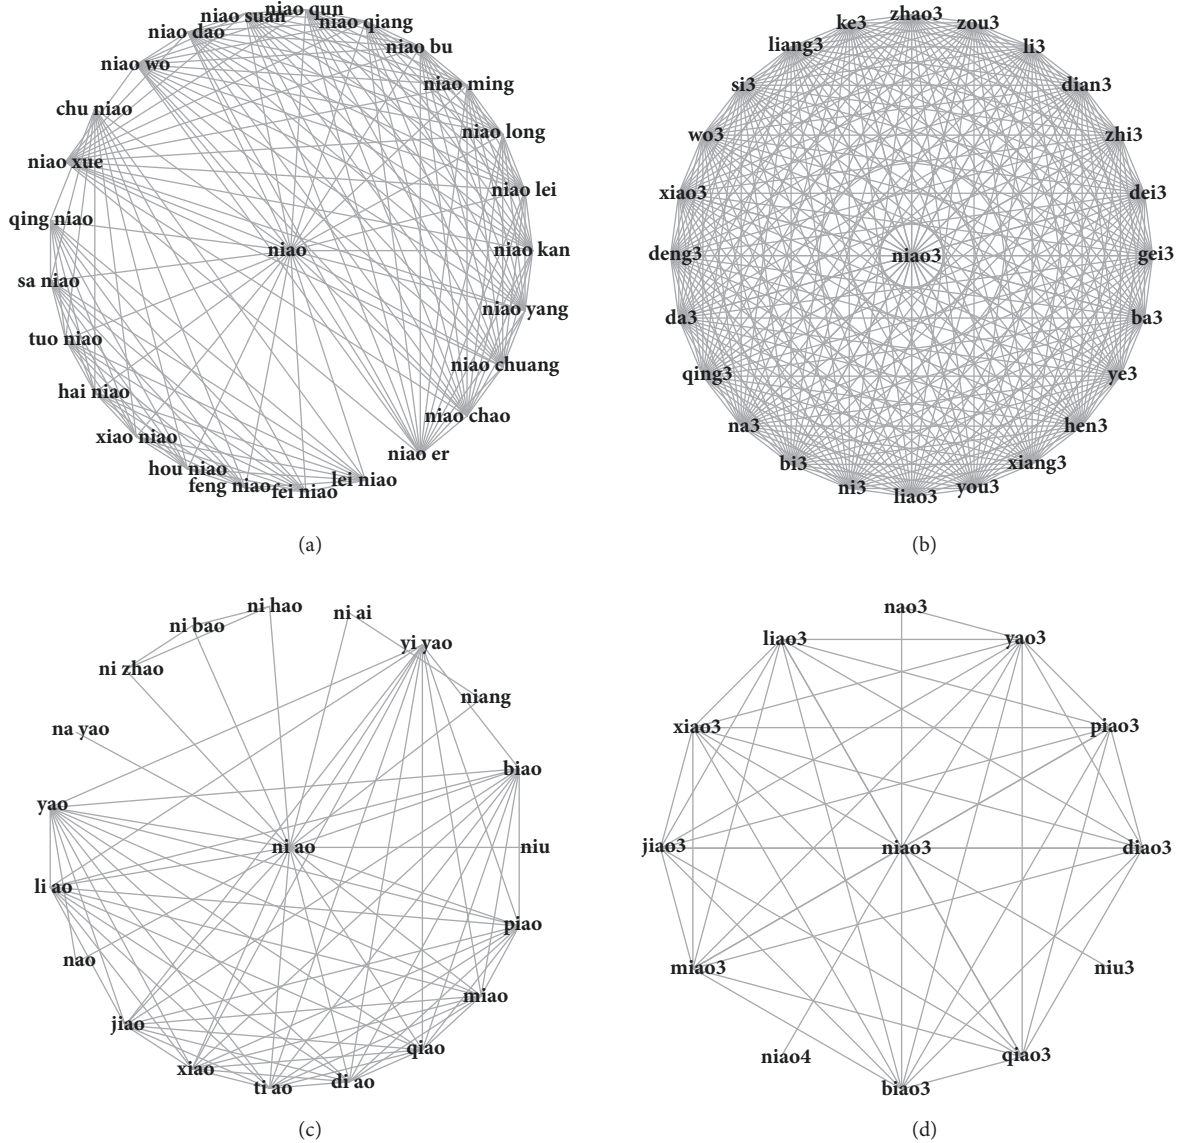 niao qun
niao suan
niao qiang
niao dao
niao bu
niao wo
niao ming
chu niao
niao long
niao xue
niao lei
qing niao
niao
niao kan
sa niao
niao yang
tuo niao
niao chuang
hai niao
niao chao
xiao niao
niao er
hou niao
lei niao
feng niao
fei niao
(a)
zhao3
ke3
zou3
liang3
li3
si3
dian3
wo3
zhi3
xiao3
dei3
deng3
niao3
gei3
da3
ba3
qing3
ye3
na3
hen3
bi3
xiang3
ni3
you3
liao3
(b)
ni hao
ni ai
ni bao
yi yao
ni zhao
niang
na yao
biao
yao
ni ao
niu
li ao
piao
nao
miao
jiao
qiao
xiao
di ao
ti ao
(c)
nao3
liao3
yao3
xiao3
piao3
jiao3
niao3
diao3
miao3
niu3
niao4
qiao3
biao3
(d)